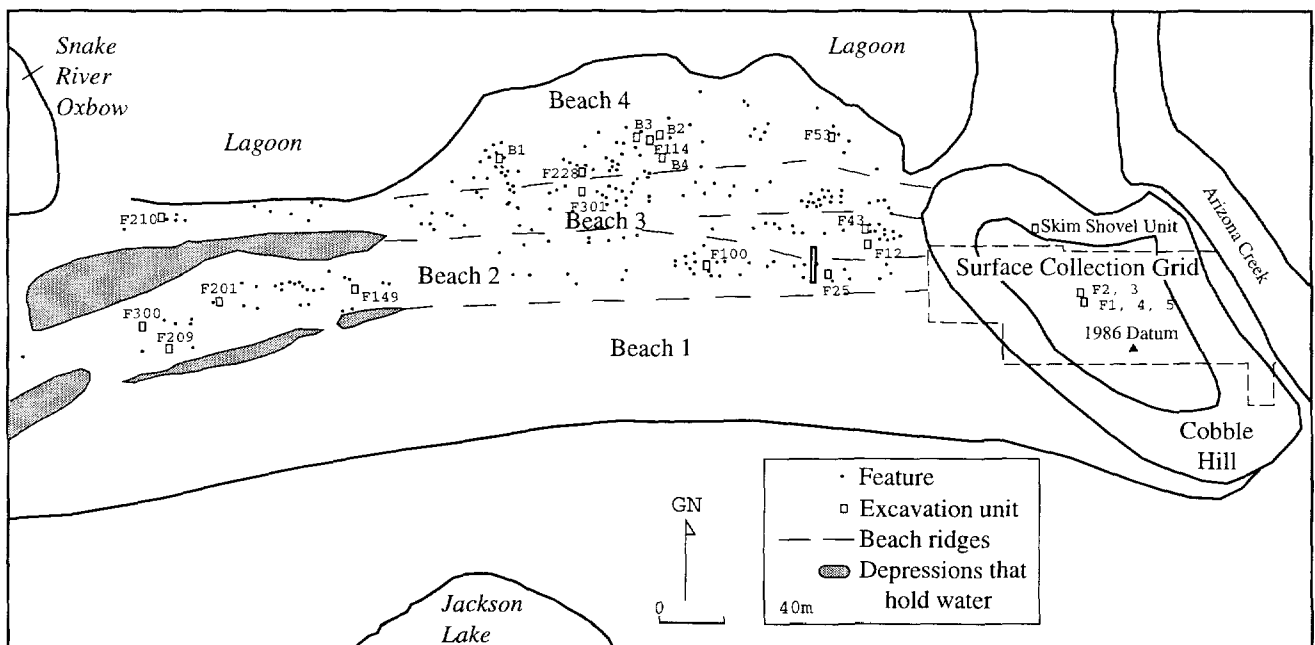 Snake
River
Oxbow
Lagoon
Lagoon
Beach 4
B3
B2
B1
F114
F53
F228
B4
F301
Beach 3
F210
F43
Skim Shovel Unit
Arizona Creek
F12
F100
Surface Collection Grid
Beach 2
F25
F201
F149
F2, 3
F1, 4, 5
F300
F209
1986 Datum
Beach 1
Cobble
Hill
Feature
Excavation unit
Beach ridges
Depressions that
hold water
GN
0 40m
Jackson
Lake